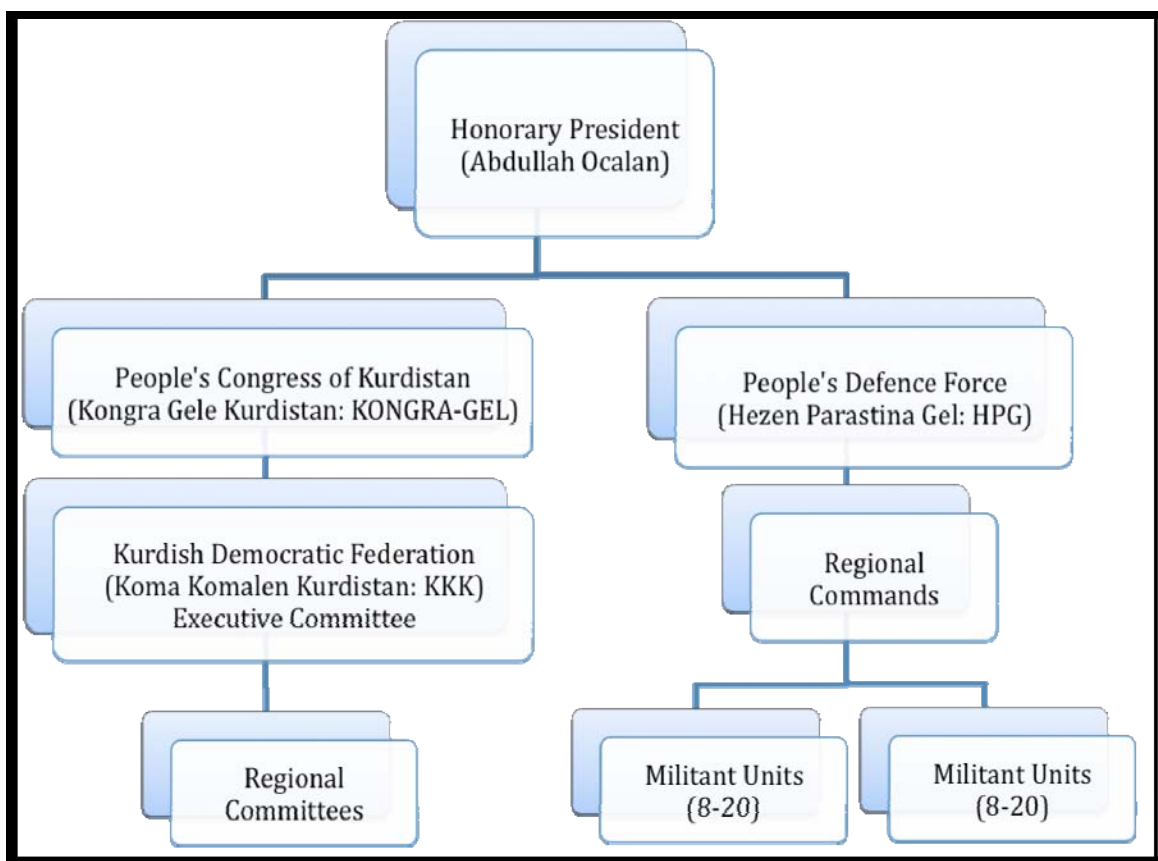 Honorary President
(Abdullah Ocalan)
People's Congress of Kurdistan
(Kongra Gele Kurdistan: KONGRA-GEL)
People's Defence Force
(Hezen Parastina Gel: HPG)
Kurdish Democratic Federation
(Koma Komalen Kurdistan: KKK)
Executive Committee
Regional
Commands
Regional
Committees
Militant Units
(8-20)
Militant Units
(8-20)